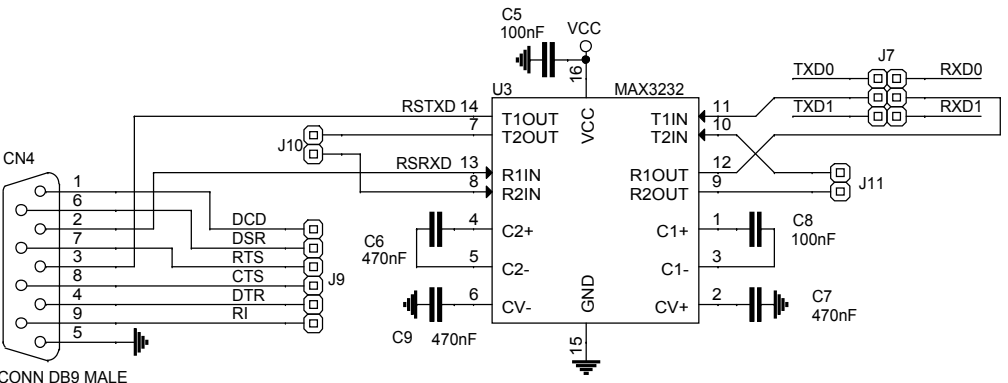 C5
100nF
VCC
16
U3
MAX3232
VCC
J7
TXD0
RXD0
TXD1
RXD1
RSTXD 14
T1OUT
T1IN
11
7
T2OUT
T2IN
10
J10
RSRXD 13
R1IN
R1OUT
12
8
R2IN
R2OUT
9
J11
4
C2+
C1+
1
C8
100nF
C6
470nF
5
C2-
C1-
3
6
CV-
GND
CV+
2
C7
470nF
C9 470nF
15
CN4
1
6
2
DCD
7
DSR
3
RTS
8
CTS
J9
4
DTR
9
RI
5
CONN DB9 MALE